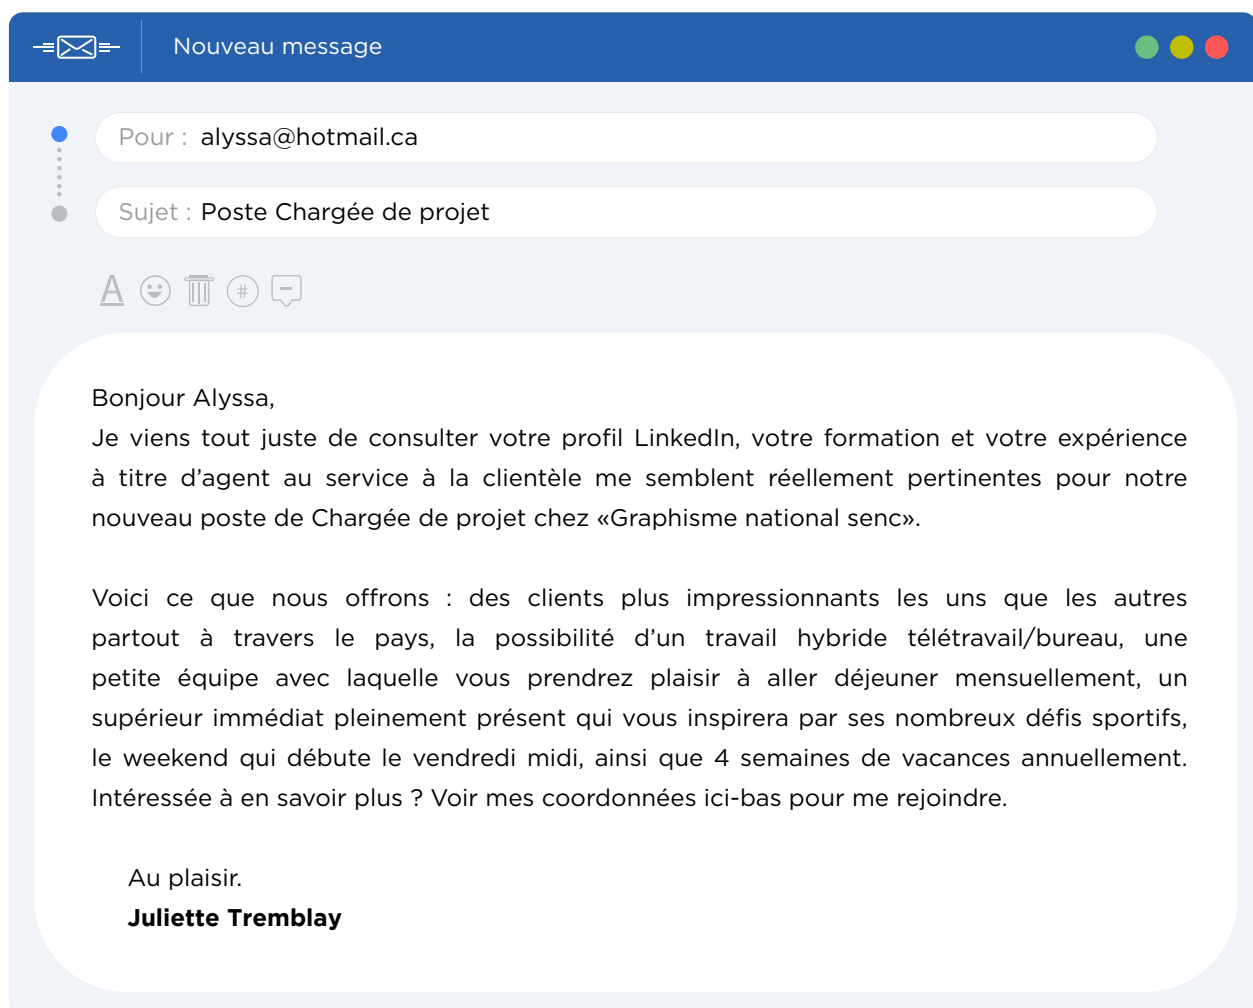 Nouveau message
Pour : alyssa@hotmail.ca
Sujet : Poste Chargée de projet
A # 
Bonjour Alyssa,
Je viens tout juste de consulter votre profil LinkedIn, votre formation et votre expérience
à titre d’agent au service à la clientèle me semblent réellement pertinentes pour notre
nouveau poste de Chargée de projet chez «Graphisme national senc».
Voici ce que nous offrons : des clients plus impressionnants les uns que les autres
partout à travers le pays, la possibilité d’un travail hybride télétravail/bureau, une
petite équipe avec laquelle vous prendrez plaisir à aller déjeuner mensuellement, un
supérieur immédiat pleinement présent qui vous inspirera par ses nombreux défis sportifs,
le weekend qui débute le vendredi midi, ainsi que 4 semaines de vacances annuellement.
Intéressée à en savoir plus ? Voir mes coordonnées ici-bas pour me rejoindre.
Au plaisir.
Juliette Tremblay